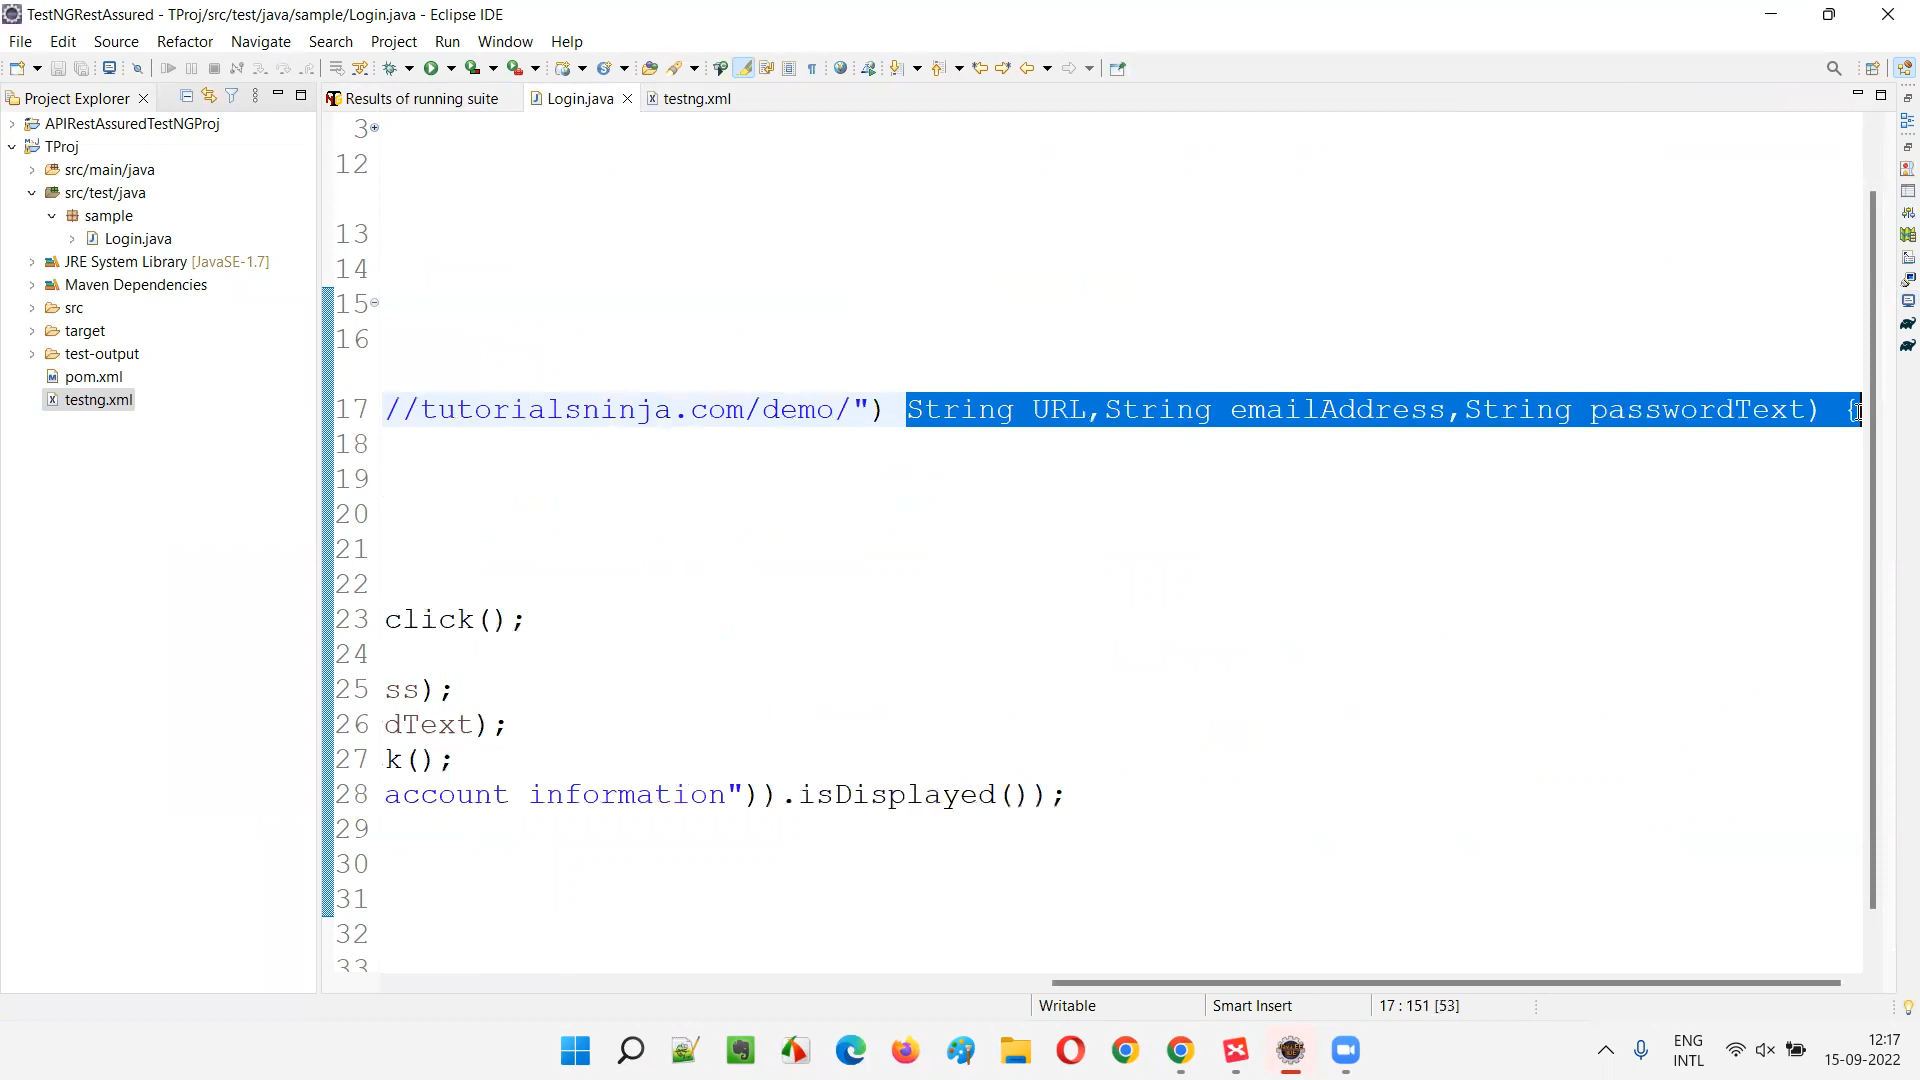 TestNGRestAssured - TProj/src/test/java/sample/Login.java - Eclipse IDE
File Edit Source Refactor Navigate Search Project Run Window Help
Project Explorer
Results of running suite
Login.java
testng.xml
APIRestAssuredTestNGProj
TProj
src/main/java
src/test/java
sample
Login.java
JRE System Library [JavaSE-1.7]
Maven Dependencies
src
target
test-output
pom.xml
testng.xml
3
12
13
14
15
16
17 //tutorialsninja.com/demo/") String URL,String emailAddress,String passwordText) {
18
19
20
21
22
23 click();
24
25 ss);
26 dText);
27 k();
28 account information")).isDisplayed());
29
30
31
32
33
Writable
Smart Insert
17 : 151 [53]
ENG
INTL
12:17
15-09-2022